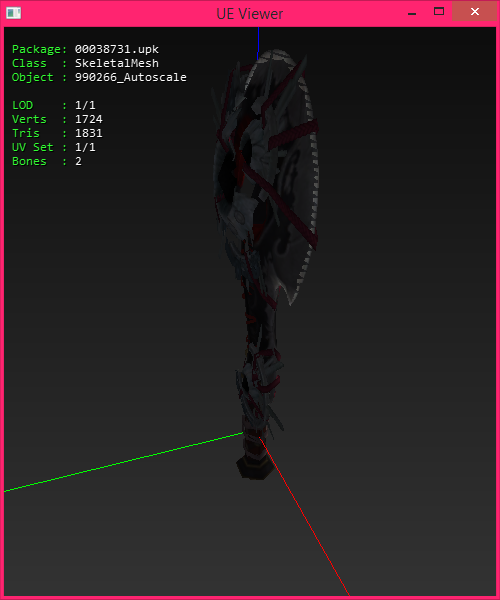 UE Viewer
Package: 00038731.upk
Class  : SkeletalMesh
Object : 990266_Autoscale
LOD    : 1/1
Verts  : 1724
Tris   : 1831
UV Set : 1/1
Bones  : 2